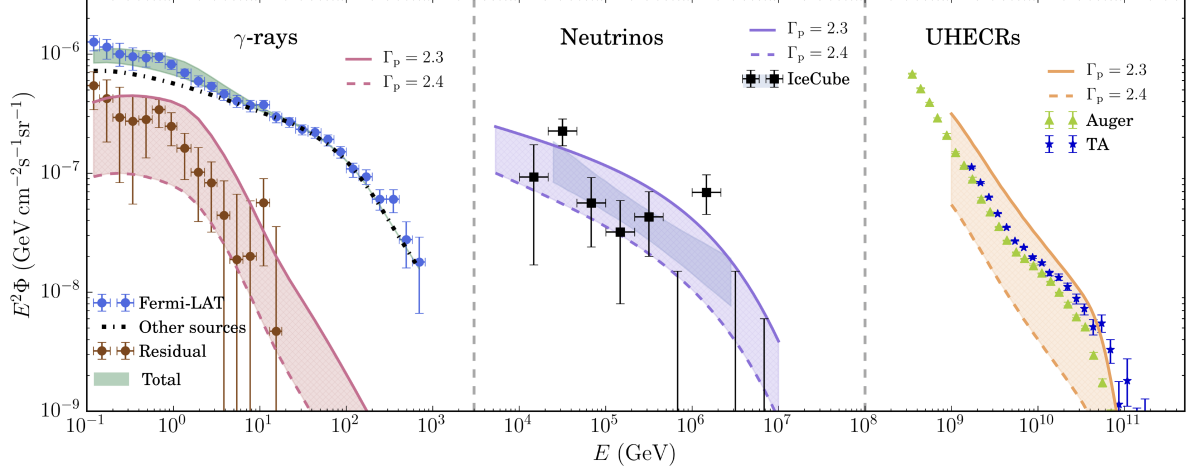 γ-rays
Γp = 2.3
Γp = 2.4
Neutrinos
Γp = 2.3
Γp = 2.4
IceCube
UHECRs
Γp = 2.3
Γp = 2.4
Auger
TA
Fermi-LAT
Other sources
Residual
Total
E²Φ (GeV cm⁻²s⁻¹sr⁻¹)
10⁻⁶
10⁻⁷
10⁻⁸
10⁻⁹
10⁻¹ 10⁰ 10¹ 10² 10³ 10⁴ 10⁵ 10⁶ 10⁷ 10⁸ 10⁹ 10¹⁰ 10¹¹
E (GeV)